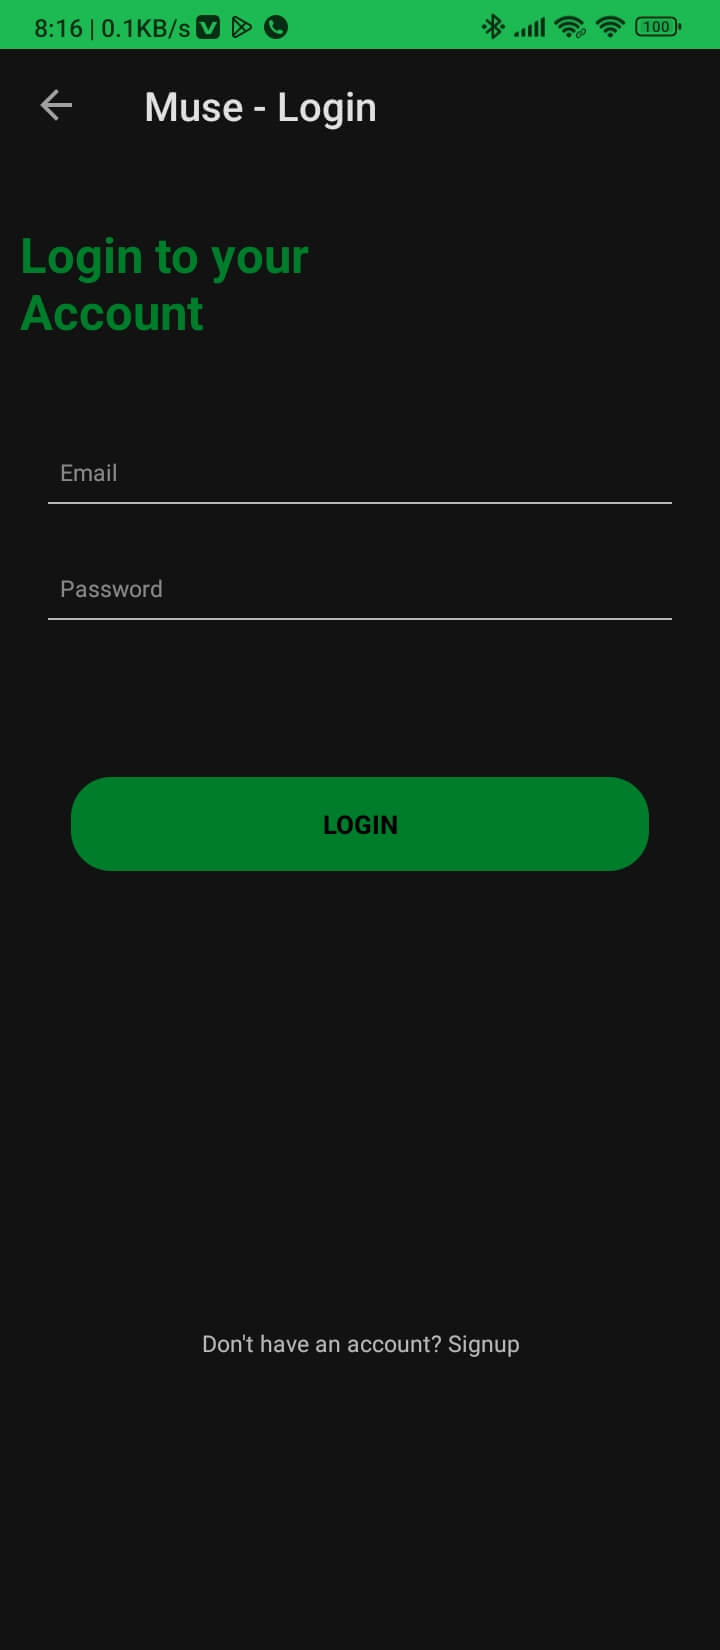 8:16 | 0.1KB/s
100
Muse - Login
Login to your
Account
Email
Password
LOGIN
Don't have an account? Signup